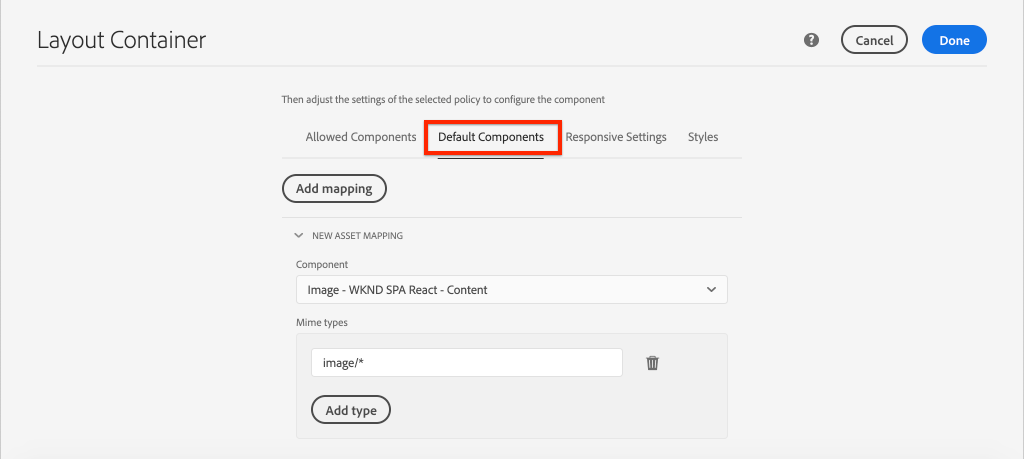 Layout Container
?
Cancel
Done
Then adjust the settings of the selected policy to configure the component
Allowed Components Default Components Responsive Settings Styles
Add mapping
NEW ASSET MAPPING
Component
Image - WKND SPA React - Content
Mime types
image/*
Add type